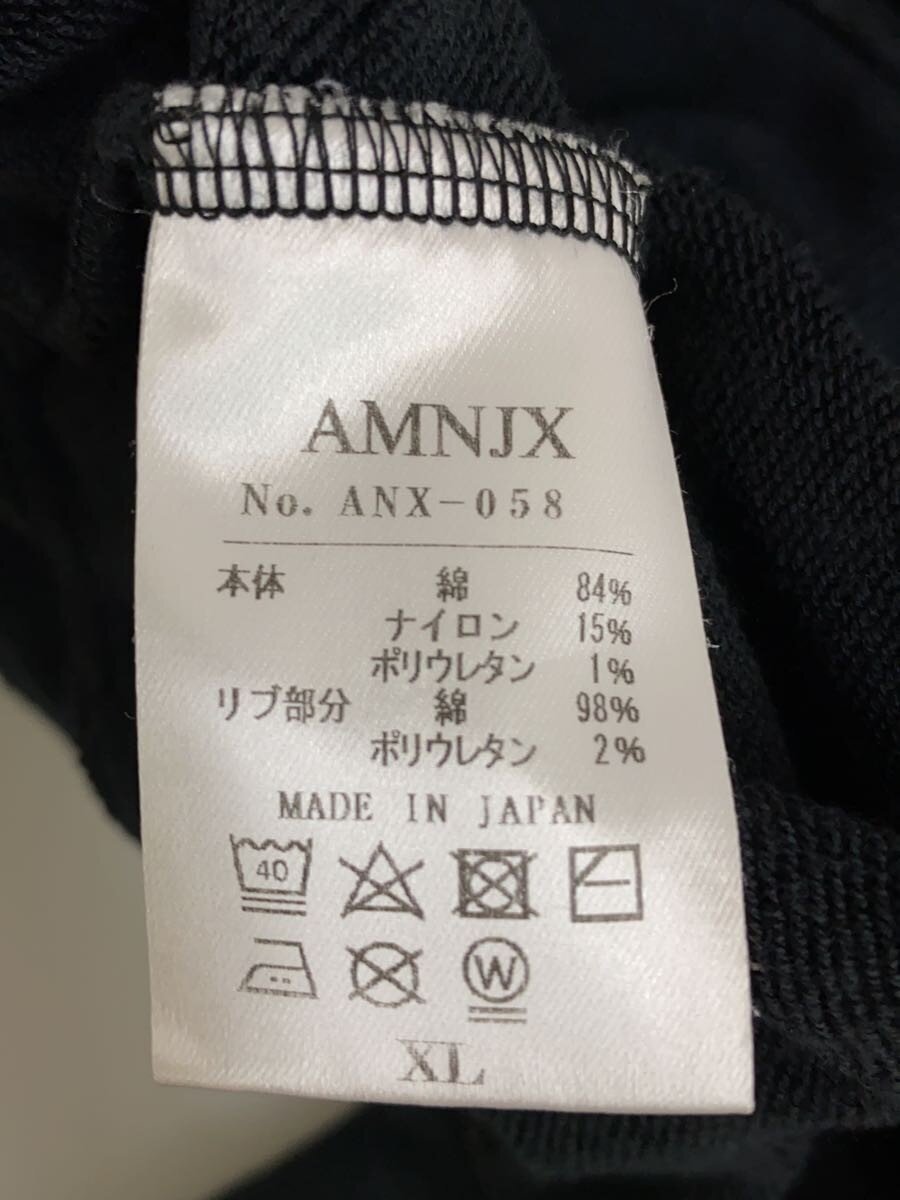 AMNJX
No. ANX-058
本体 綿 84%
ナイロン 15%
ポリウレタン 1%
リブ部分 綿 98%
ポリウレタン 2%
MADE IN JAPAN
40
W
XL